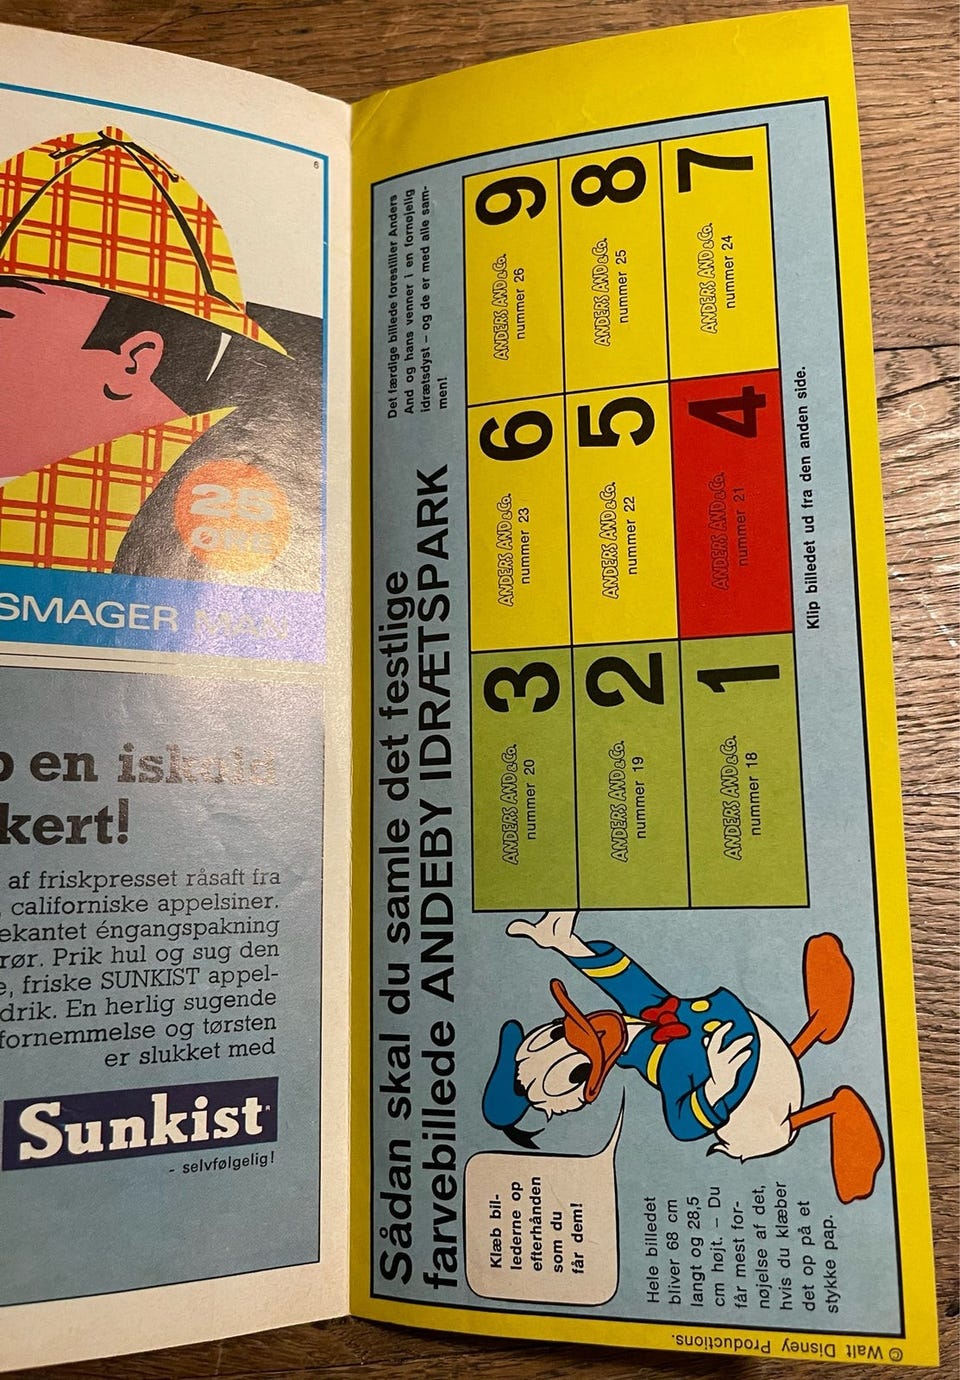 6
25
ØRE
SMAGER MAN
en iskold
kert!
af friskpresset råsaft fra
, californiske appelsiner.
ekantet éngangspakning
rør. Prik hul og sug den
e, friske SUNKIST appel-
drik. En herlig sugende
fornemmelse og tørsten
er slukket med
Sunkist
- selvfølgelig!
Sådan skal du samle det festlige
farvebillede ANDEBY IDRÆTSPARK
Det færdige billede forestiller Anders
And og hans venner i en fornøjelig
idrætsdyst – og de er med alle sam-
men!
Klæb bil-
lederne op
efterhånden
som du
får dem!
Hele billedet
bliver 68 cm
langt og 28,5
cm højt. – Du
får mest for-
nøjelse af det,
hvis du klæber
det op på et
stykke pap.
3
ANDERS AND & Co.
nummer 20
6
ANDERS AND & Co.
nummer 23
9
ANDERS AND & Co.
nummer 26
2
ANDERS AND & Co.
nummer 19
5
ANDERS AND & Co.
nummer 22
8
ANDERS AND & Co.
nummer 25
1
ANDERS AND & Co.
nummer 18
4
ANDERS AND & Co.
nummer 21
7
ANDERS AND & Co.
nummer 24
Klip billedet ud fra den anden side.
© Walt Disney Productions.